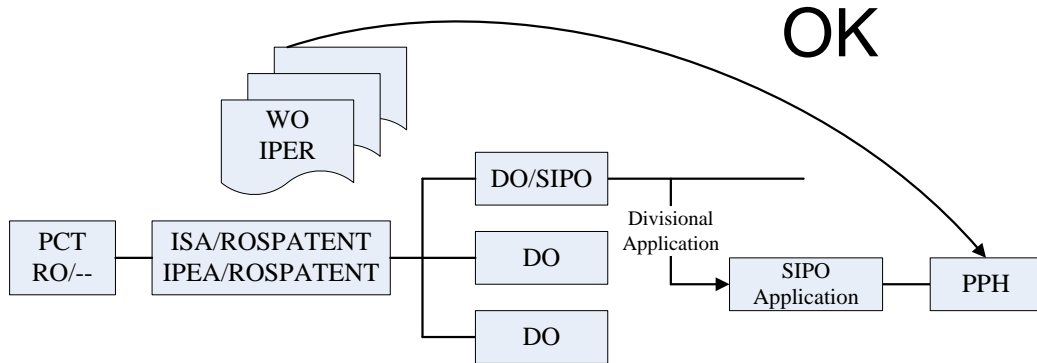 OK
WO
IPER
DO/SIPO
Divisional
Application
PCT
RO/--
ISA/ROSPATENT
IPEA/ROSPATENT
DO
SIPO
Application
PPH
DO